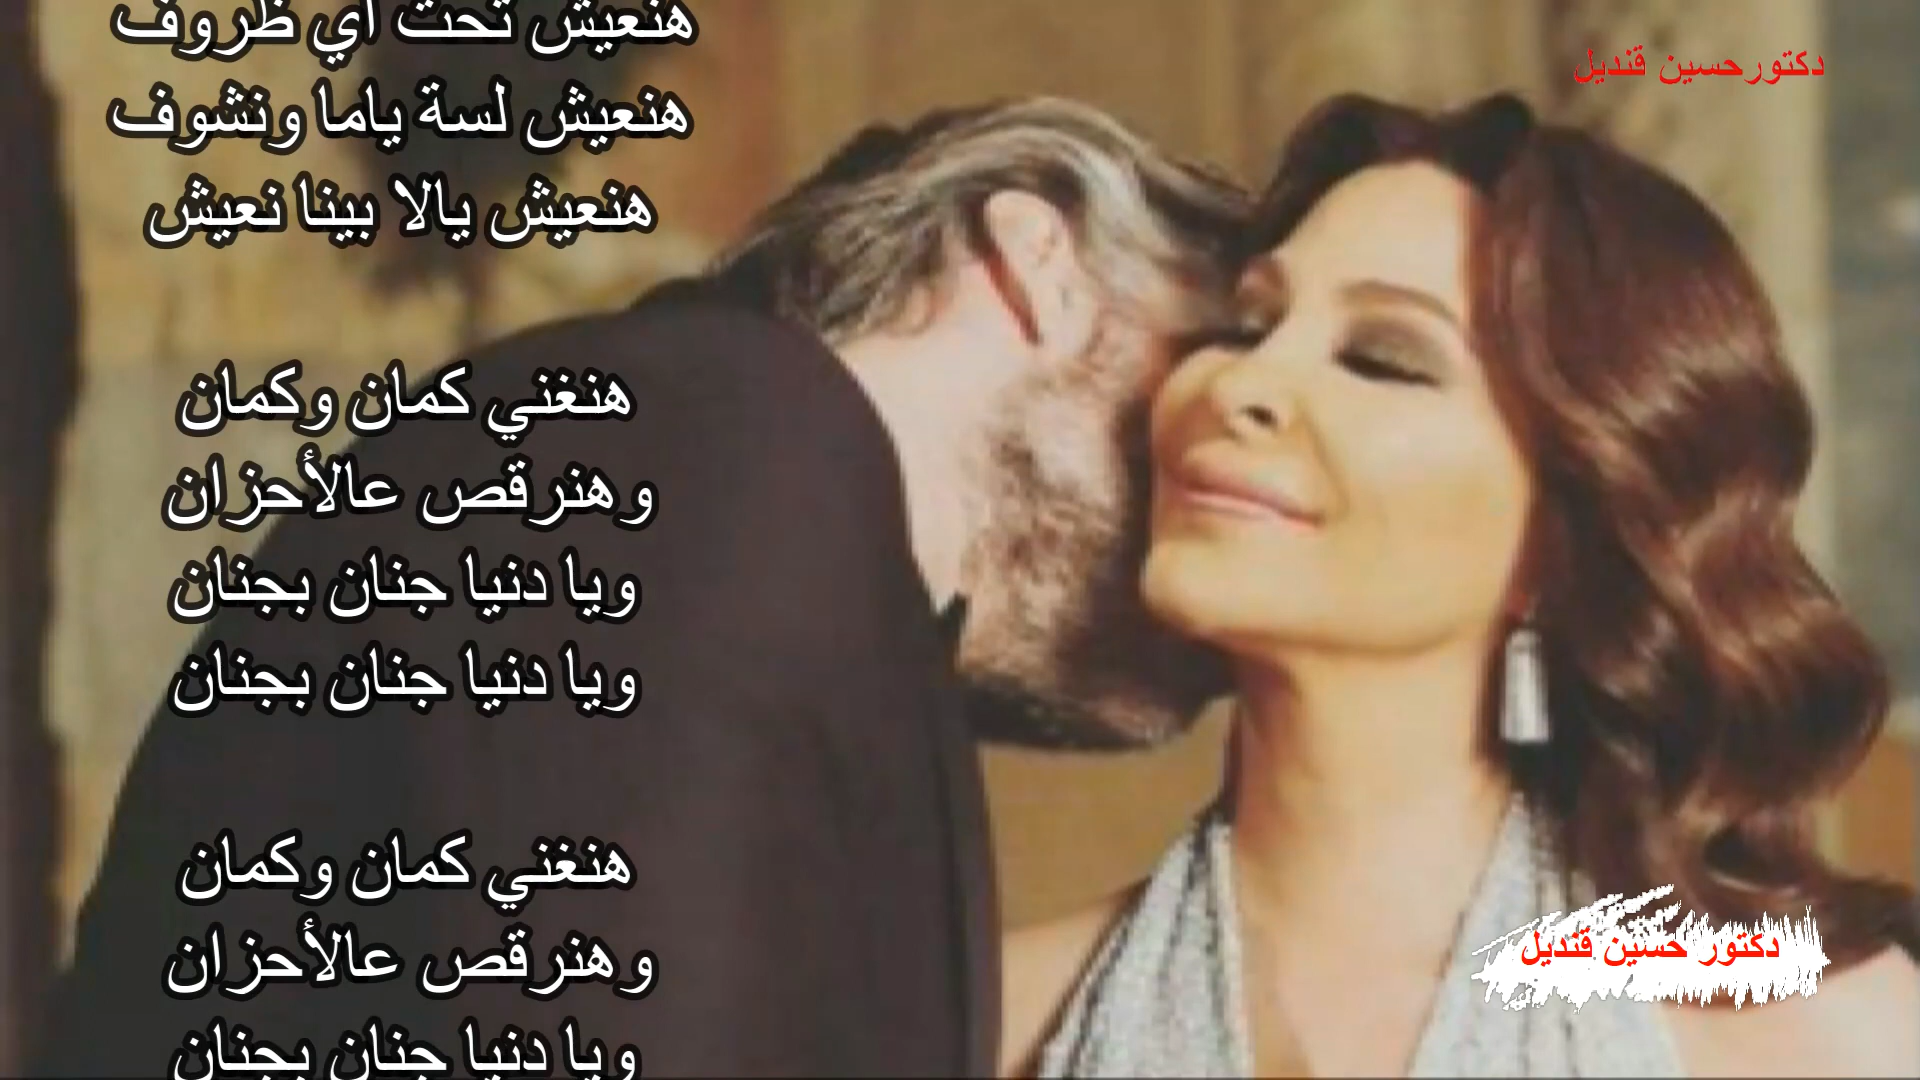 هنعيش تحت أي ظروف
هنعيش لسة ياما ونشوف
هنعيش يالا بينا نعيش
هنغني كمان وكمان
وهنرقص عالأحزان
ويا دنيا جنان بجنان
ويا دنيا جنان بجنان
هنغني كمان وكمان
وهنرقص عالأحزان
ويا دنيا جنان بجنان
دكتورحسين قنديل
دكتور حسين قنديل